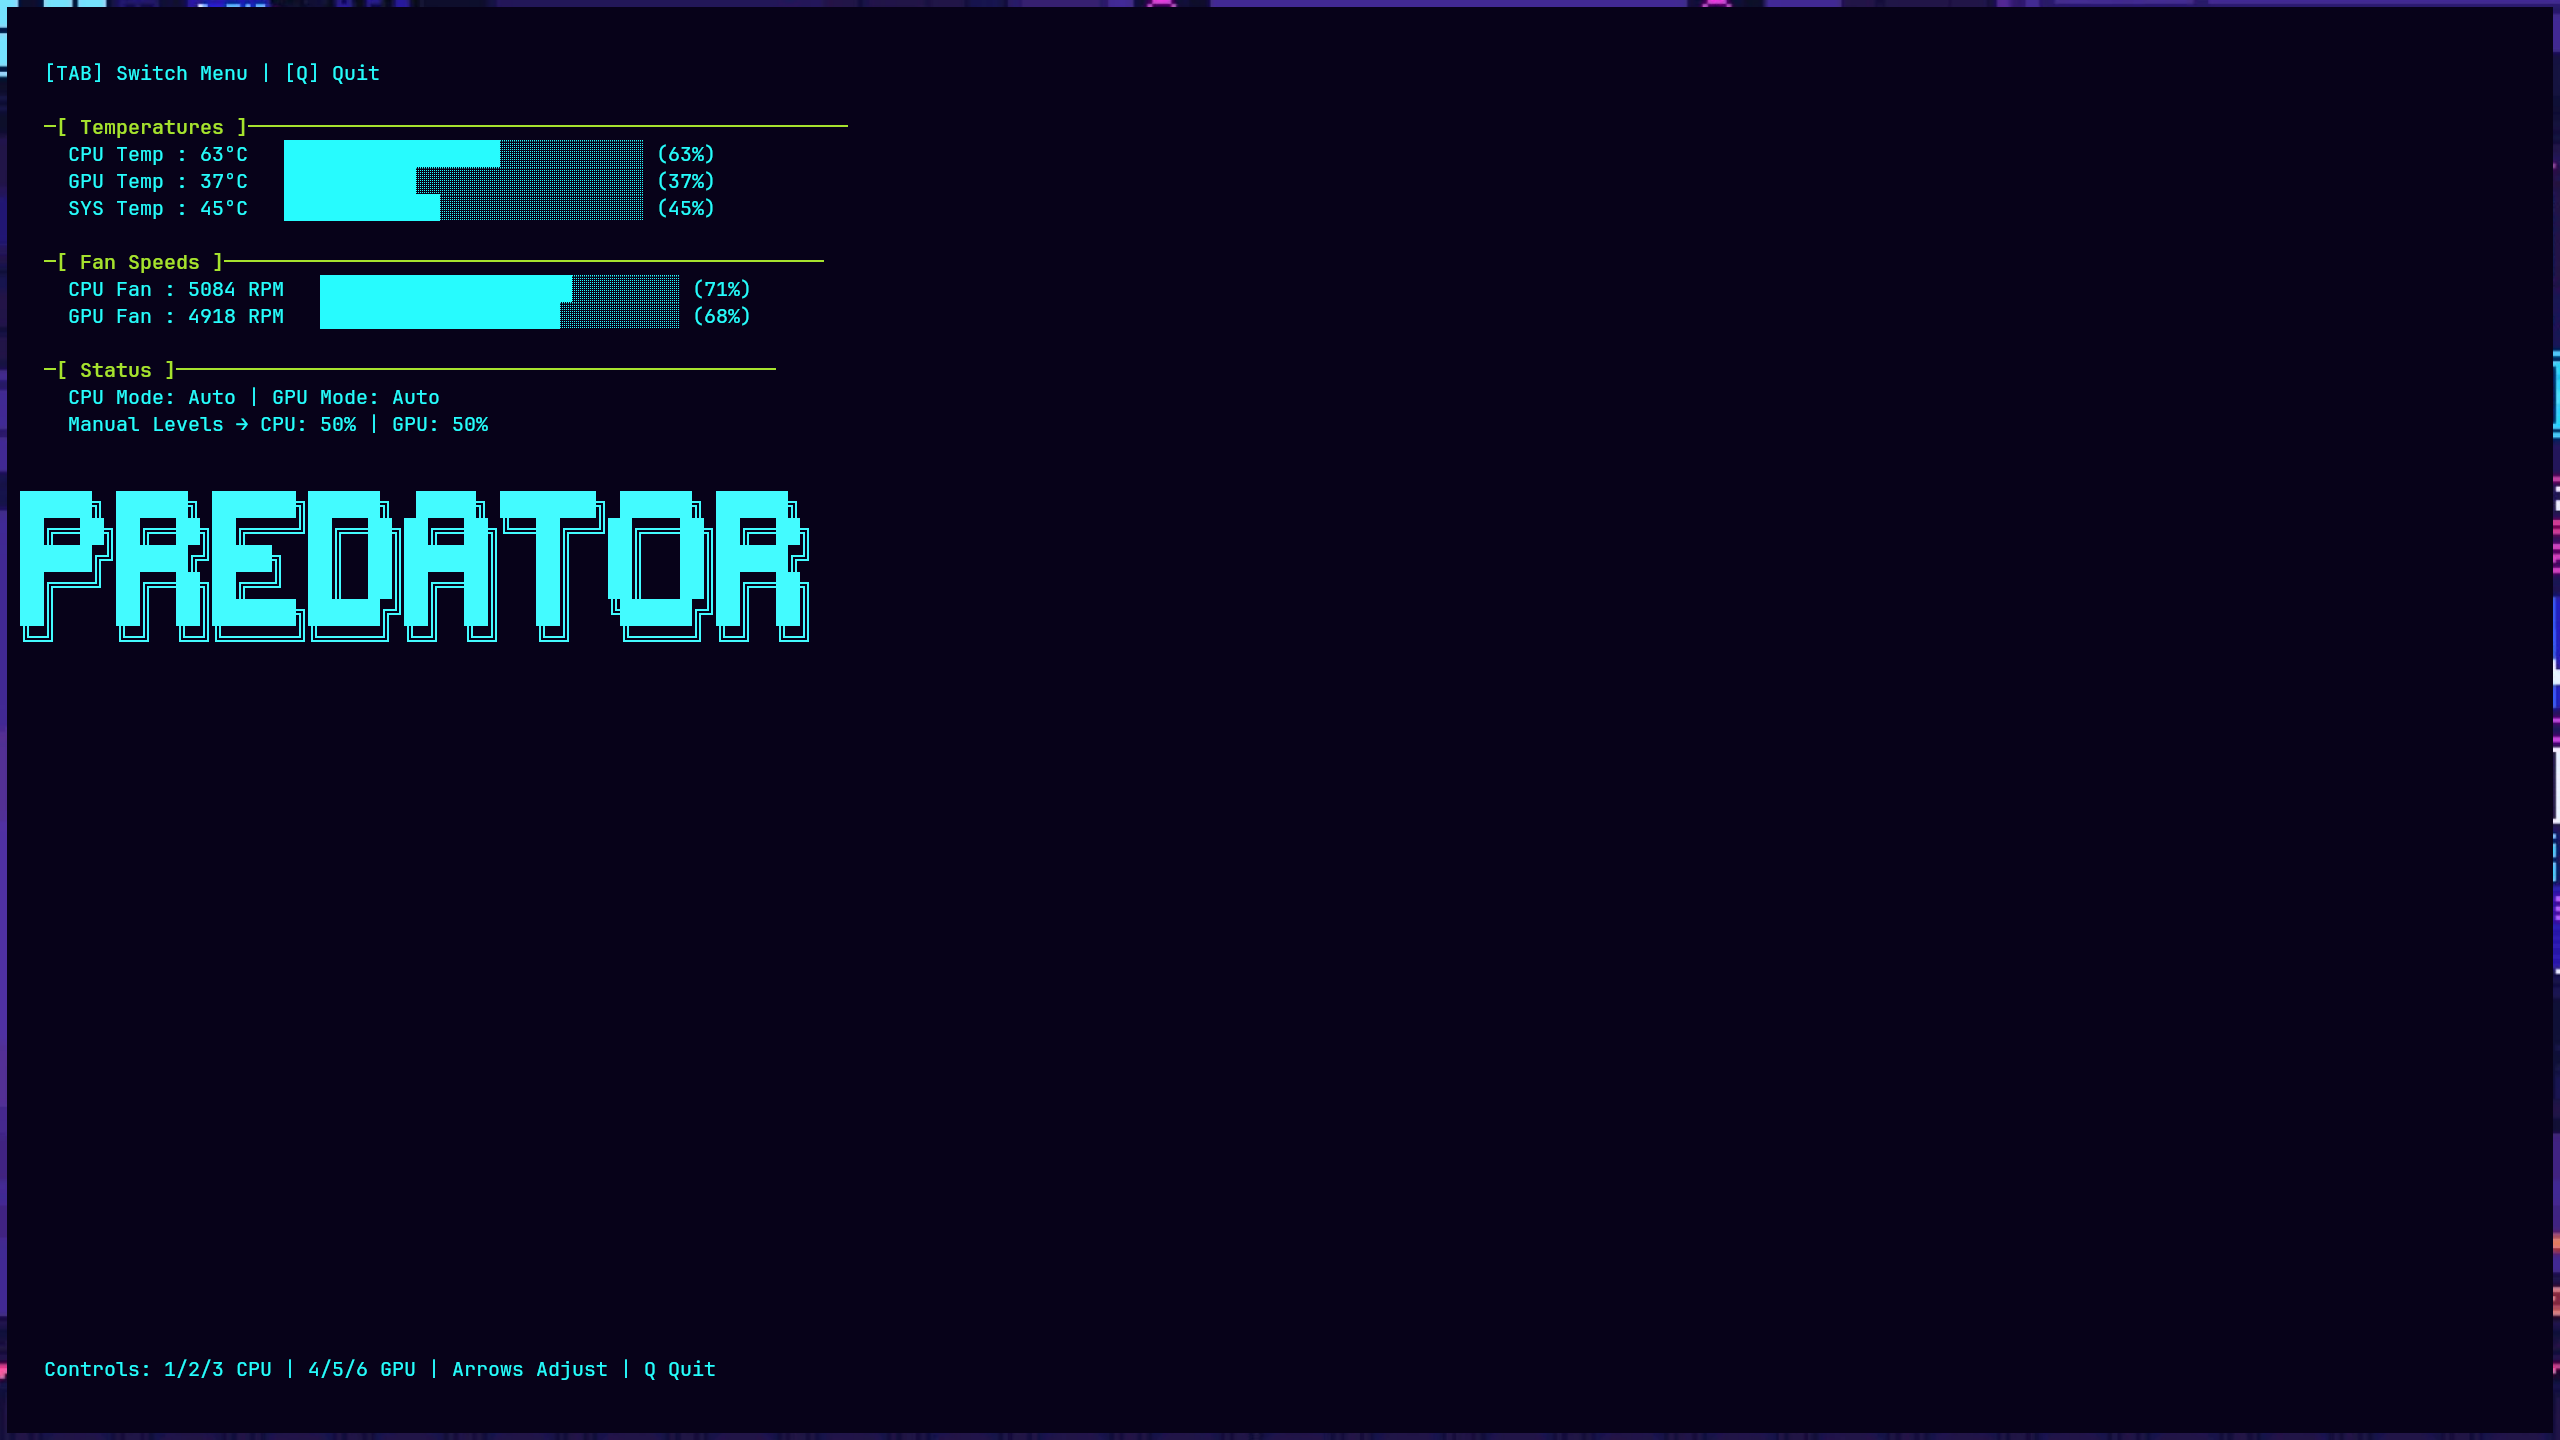 [TAB] Switch Menu | [Q] Quit
─[ Temperatures ]──────────────────────────────────────────────────
CPU Temp : 63°C (63%)
GPU Temp : 37°C (37%)
SYS Temp : 45°C (45%)
─[ Fan Speeds ]──────────────────────────────────────────────────
CPU Fan : 5084 RPM (71%)
GPU Fan : 4918 RPM (68%)
─[ Status ]──────────────────────────────────────────────────
CPU Mode: Auto | GPU Mode: Auto
Manual Levels → CPU: 50% | GPU: 50%
PREDATOR
Controls: 1/2/3 CPU | 4/5/6 GPU | Arrows Adjust | Q Quit